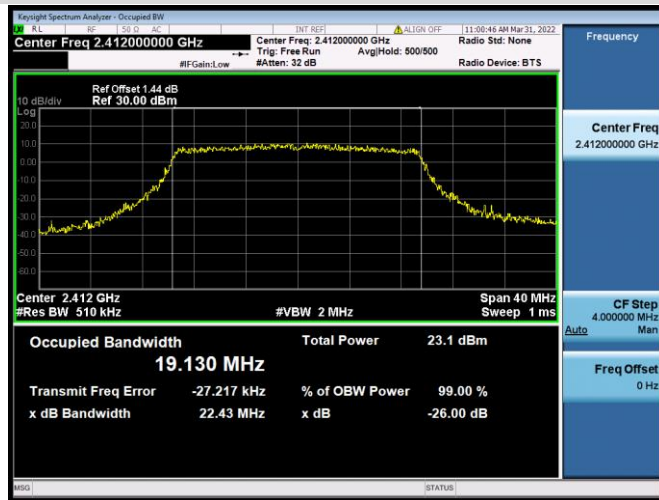 Keysight Spectrum Analyzer - Occupied BW
RL RF 50 Ω AC INT REF ALIGN OFF 11:00:46 AM Mar 31, 2022
Center Freq 2.412000000 GHz Center Freq: 2.412000000 GHz Radio Std: None
Trig: Free Run Avg|Hold: 500/500
#IFGain:Low #Atten: 32 dB Radio Device: BTS
Ref Offset 1.44 dB
10 dB/div Ref 30.00 dBm
Log
20.0
10.0
0.00
-10.0
-20.0
-30.0
-40.0
-50.0
-60.0
Center 2.412 GHz Span 40 MHz
#Res BW 510 kHz #VBW 2 MHz Sweep 1 ms
Occupied Bandwidth Total Power 23.1 dBm
19.130 MHz
Transmit Freq Error -27.217 kHz % of OBW Power 99.00 %
x dB Bandwidth 22.43 MHz x dB -26.00 dB
MSG STATUS
Frequency
Center Freq
2.412000000 GHz
CF Step
4.000000 MHz
Auto Man
Freq Offset
0 Hz